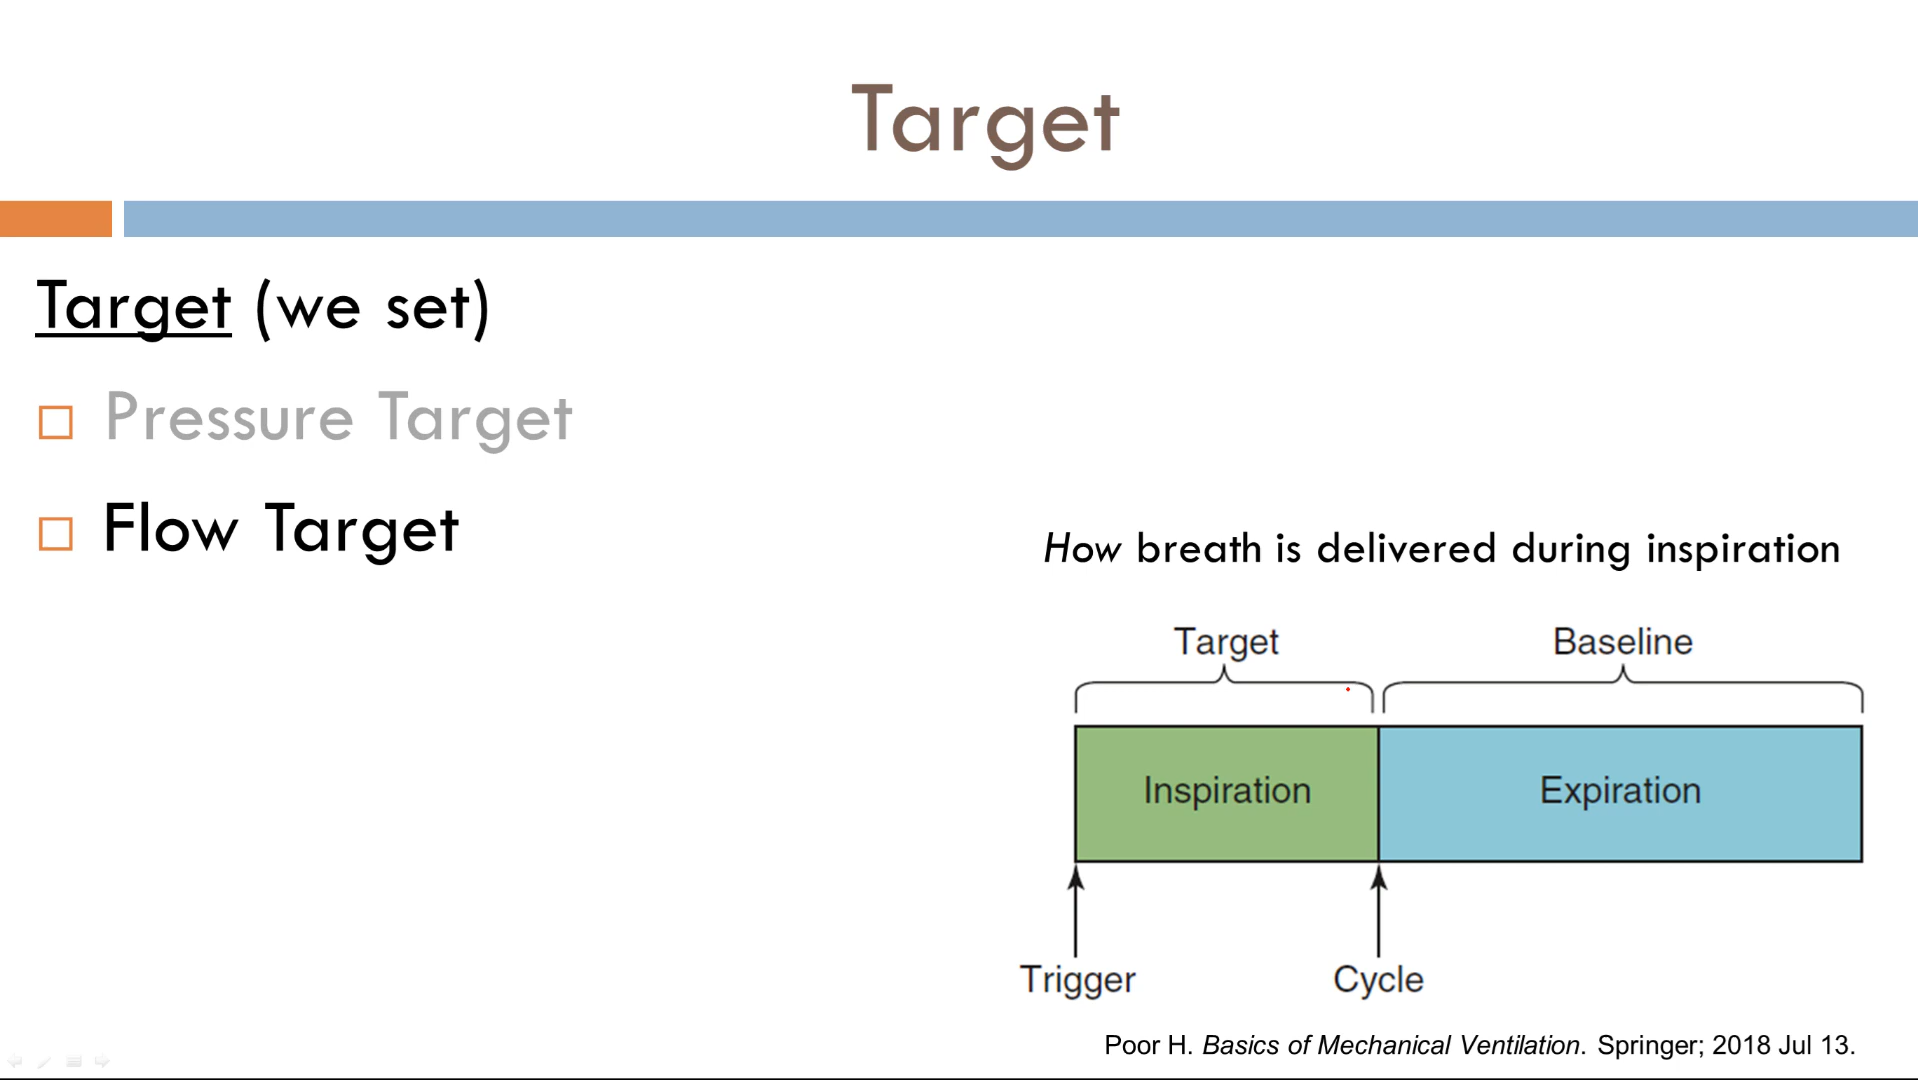 Target
Target (we set)
Pressure Target
Flow Target
How breath is delivered during inspiration
Target
Baseline
Inspiration
Expiration
Trigger
Cycle
Poor H. Basics of Mechanical Ventilation. Springer; 2018 Jul 13.